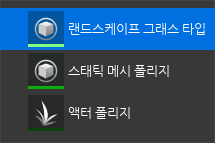 랜드스케이프 그래스 타입
스태틱 메시 폴리지
액터 폴리지